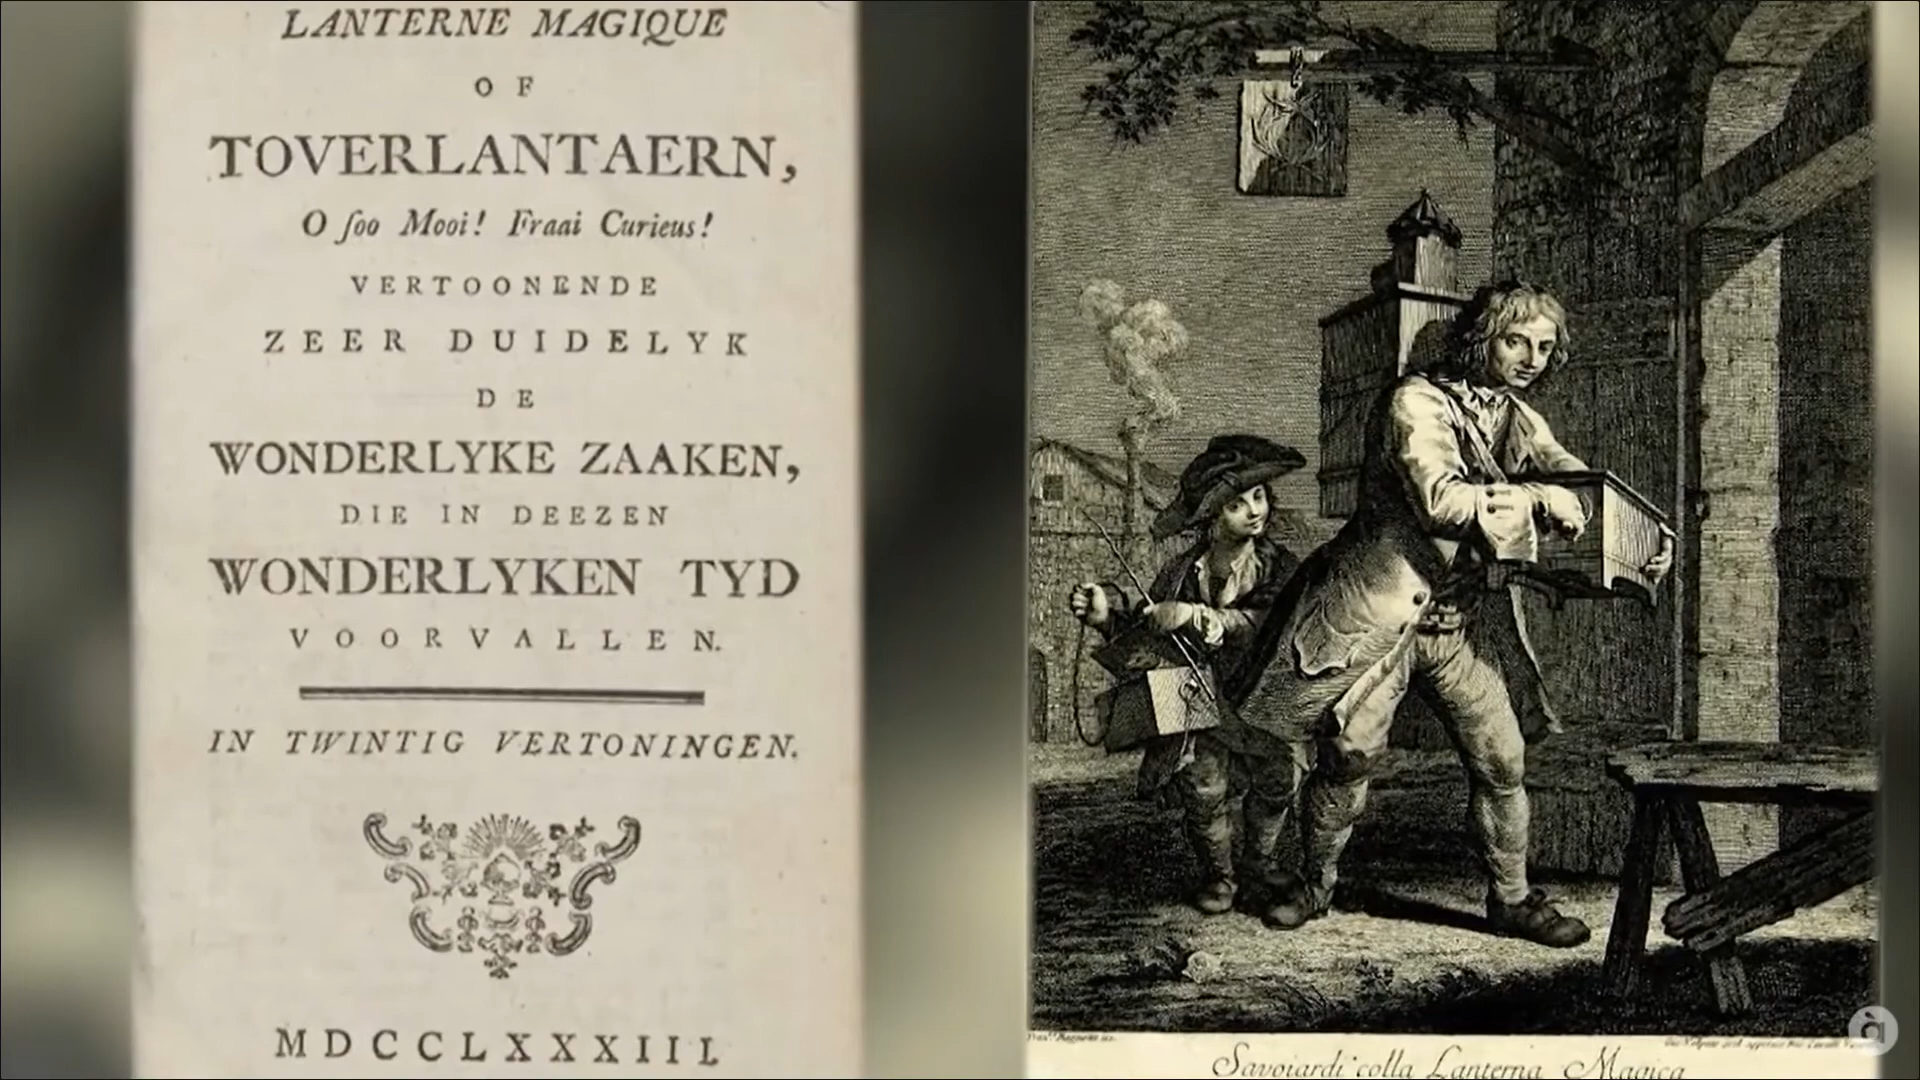 LANTERNE MAGIQUE
OF
TOVERLANTAERN,
O ſoo Mooi! Fraai Curieus!
VERTOONENDE
ZEER DUIDELYK
DE
WONDERLYKE ZAAKEN,
DIE IN DEEZEN
WONDERLYKEN TYD
VOORVALLEN.
IN TWINTIG VERTONINGEN.
MDCCLXXXIII.
Savoiardi colla Lanterna Magica
à